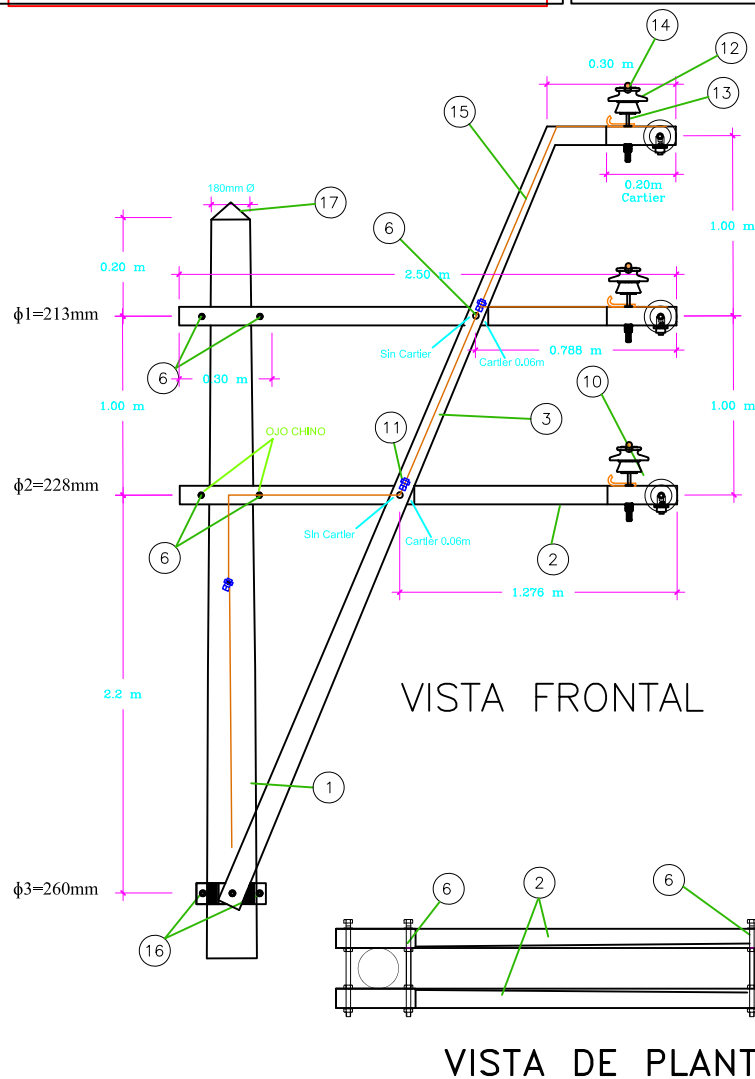 14
12
0.30 m
13
15
0.20m
Cartier
180mm Ø
17
6
1.00 m
0.20 m
2.50 m
ϕ1=213mm
Sin Cartier
Cartier 0.06m
0.788 m
6
0.30 m
1.00 m
1.00 m
10
3
OJO CHINO
11
ϕ2=228mm
6
Sin Cartier
Cartier 0.06m
2
1.276 m
2.2 m
VISTA FRONTAL
1
ϕ3=260mm
16
6
2
6
VISTA DE PLANT